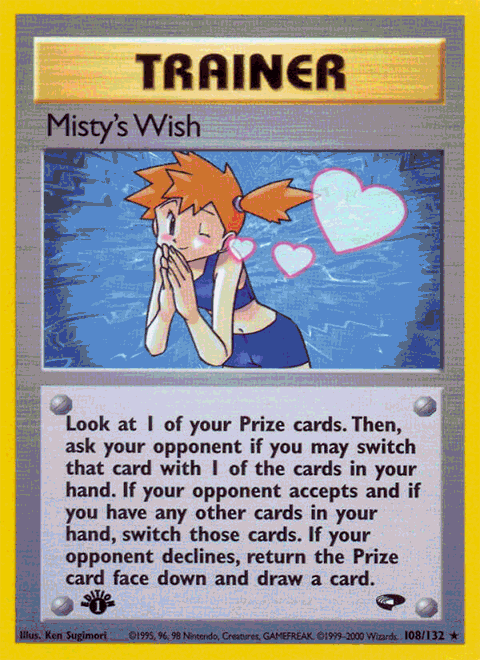 TRAINER
Misty's Wish
Look at 1 of your Prize cards. Then,
ask your opponent if you may switch
that card with 1 of the cards in your
hand. If your opponent accepts and if
you have any other cards in your
hand, switch those cards. If your
opponent declines, return the Prize
card face down and draw a card.
EDITION
1
Illus. Ken Sugimori ©1995, 96, 98 Nintendo, Creatures, GAMEFREAK. ©1999-2000 Wizards. 108/132 ★